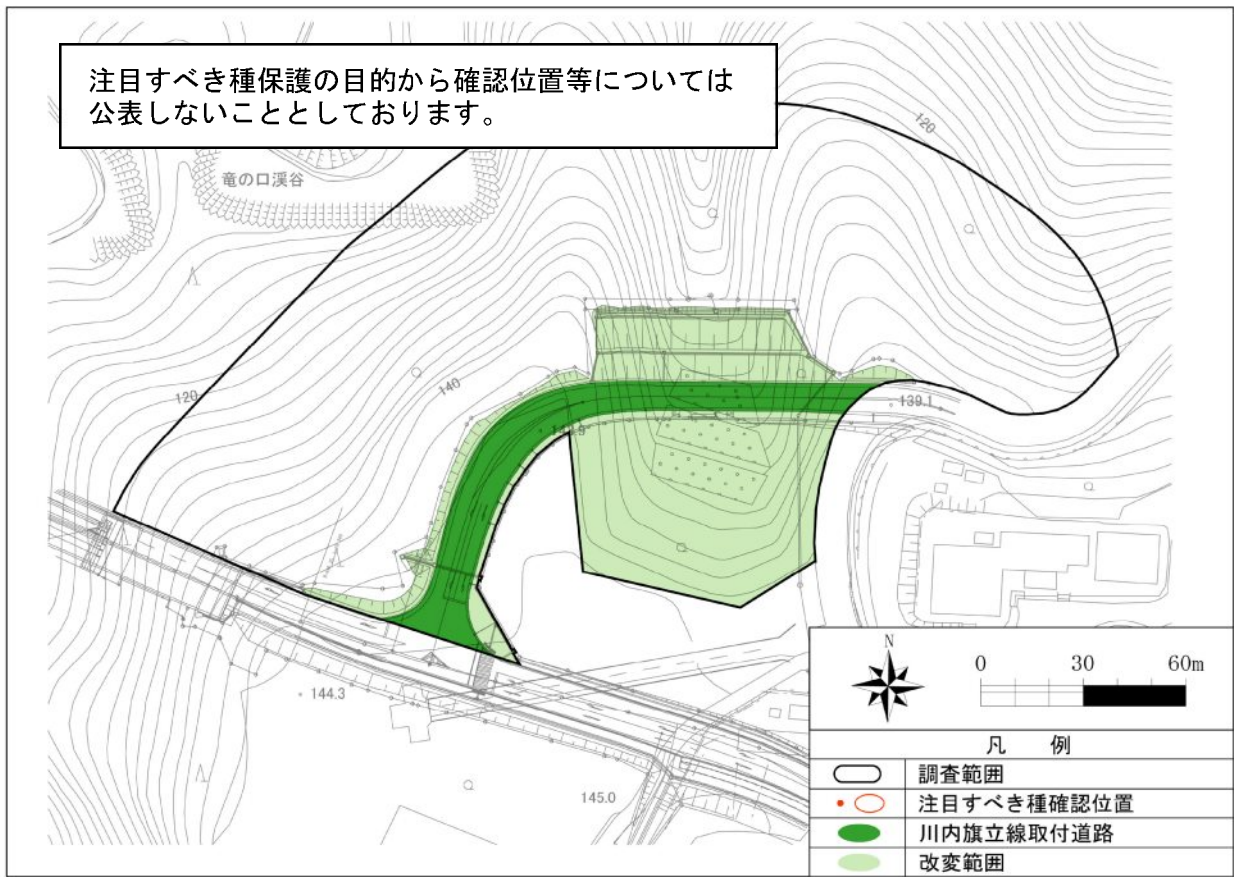 注目すべき種保護の目的から確認位置等については
公表しないこととしております。
竜の口渓谷
120
120
140
139.1
144.3
145.0
N
0 30 60m
凡 例
調査範囲
注目すべき種確認位置
川内旗立線取付道路
改変範囲